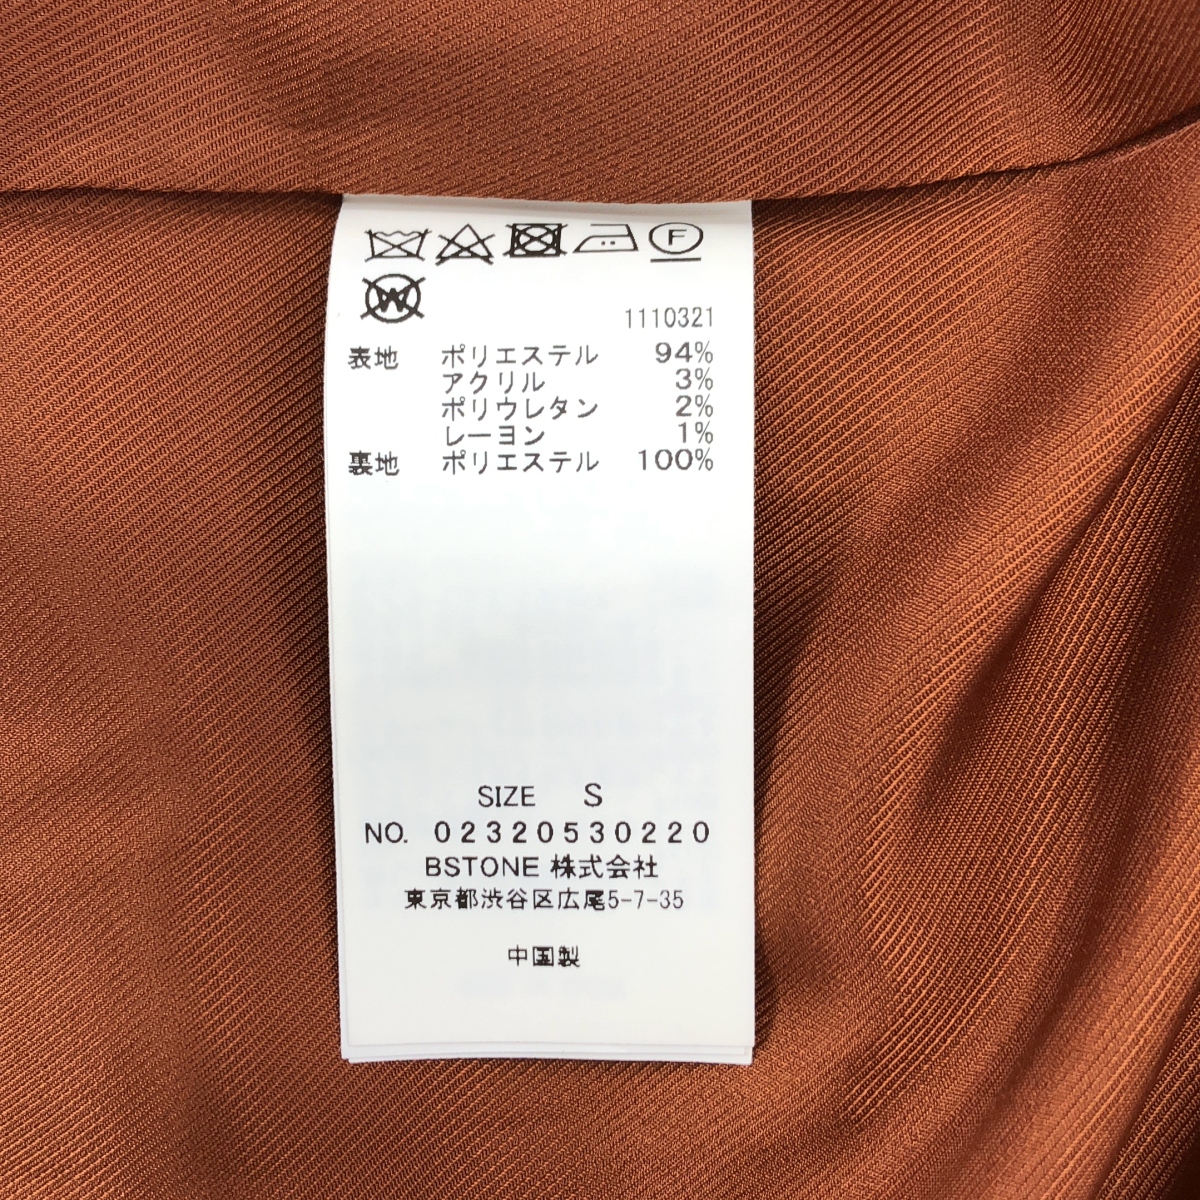 F
W
1110321
表地 ポリエステル 94%
アクリル 3%
ポリウレタン 2%
レーヨン 1%
裏地 ポリエステル 100%
SIZE S
NO. 02320530220
BSTONE 株式会社
東京都渋谷区広尾5-7-35
中国製